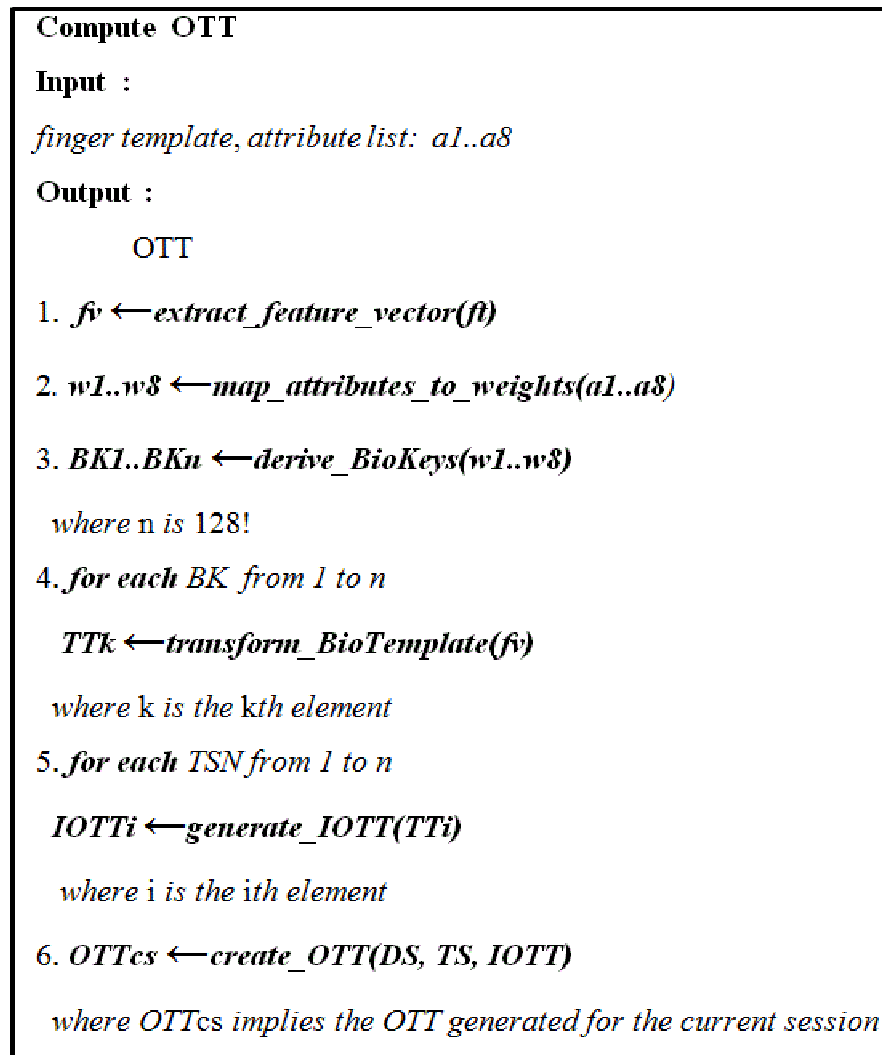 Compute OTT
Input :
finger template, attribute list: a1..a8
Output :
OTT
1. fv ←extract_feature_vector(ft)
2. w1..w8 ←map_attributes_to_weights(a1..a8)
3. BK1..BKn ←derive_BioKeys(w1..w8)
where n is 128!
4. for each BK from 1 to n
TTk ←transform_BioTemplate(fv)
where k is the kth element
5. for each TSN from 1 to n
IOTTi ←generate_IOTT(TTi)
where i is the ith element
6. OTTcs ←create_OTT(DS, TS, IOTT)
where OTTcs implies the OTT generated for the current session